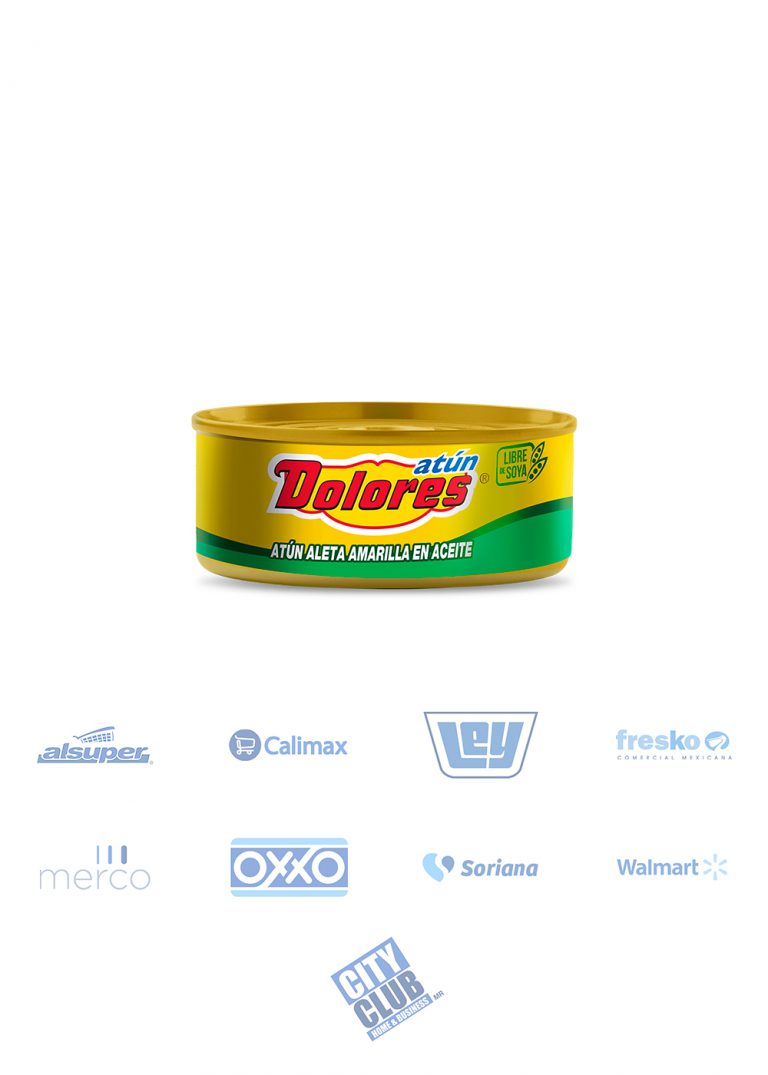 atún
Dolores®
LIBRE
DE SOYA
ATÚN ALETA AMARILLA EN ACEITE
alsuper®
Calimax
Ley
fresko
COMERCIAL MEXICANA
merco
OXXO
Soriana
Walmart
CITY
CLUB MR
HOME & BUSINESS